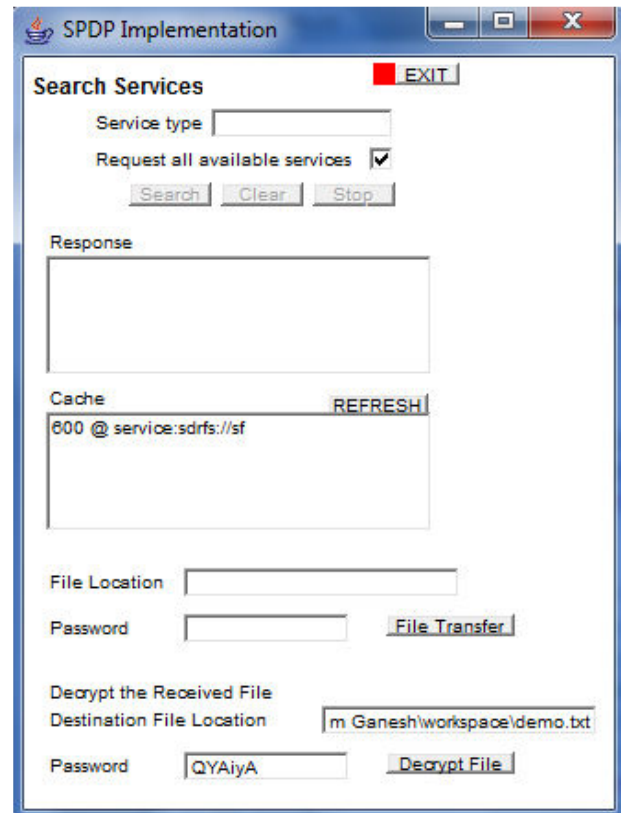 SPDP Implementation
EXIT
Search Services
Service type
Request all available services
Search Clear Stop
Response
Cache
REFRESH
600 @ service:sdrfs://sf
File Location
Password
File Transfer
Decrypt the Received File
Destination File Location m Ganesh\workspace\demo.txt
Password QYAiyA Decrypt File